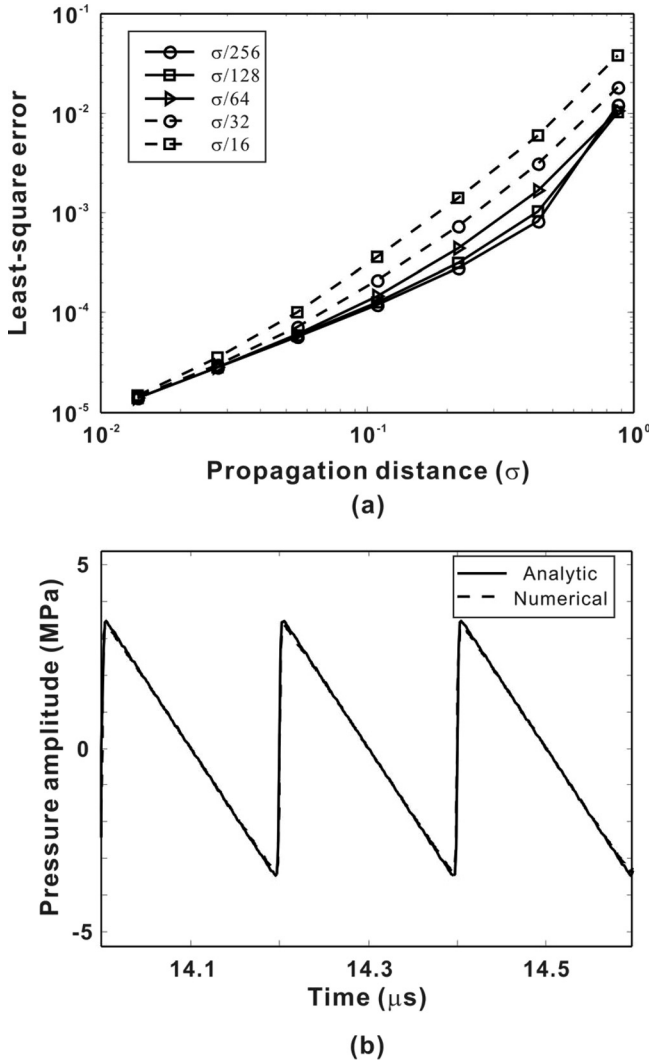 10⁻¹
σ/256
σ/128
σ/64
σ/32
σ/16
10⁻²
10⁻³
10⁻⁴
10⁻⁵
Least-square error
10⁻² 10⁻¹ 10⁰
Propagation distance (σ)
(a)
5
0
-5
Pressure amplitude (MPa)
Analytic
Numerical
14.1 14.3 14.5
Time (μs)
(b)